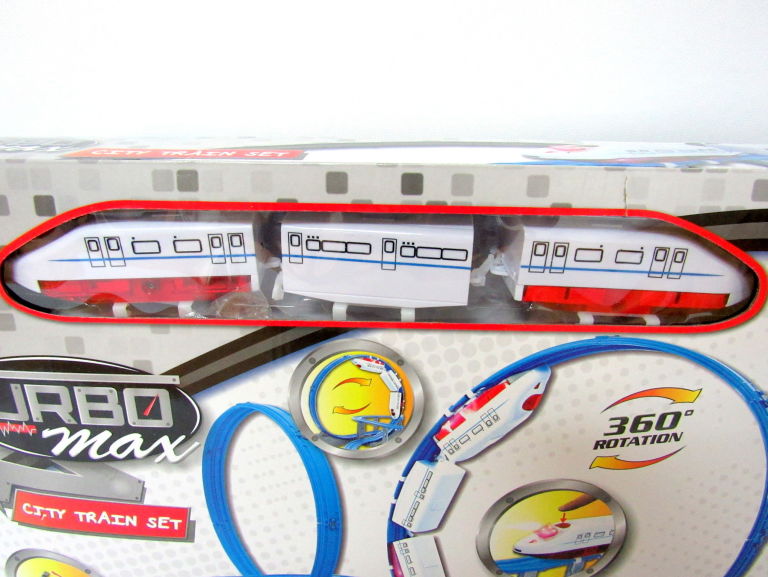 CITY TRAIN SET
URBO
max
CITY TRAIN SET
360°
ROTATION